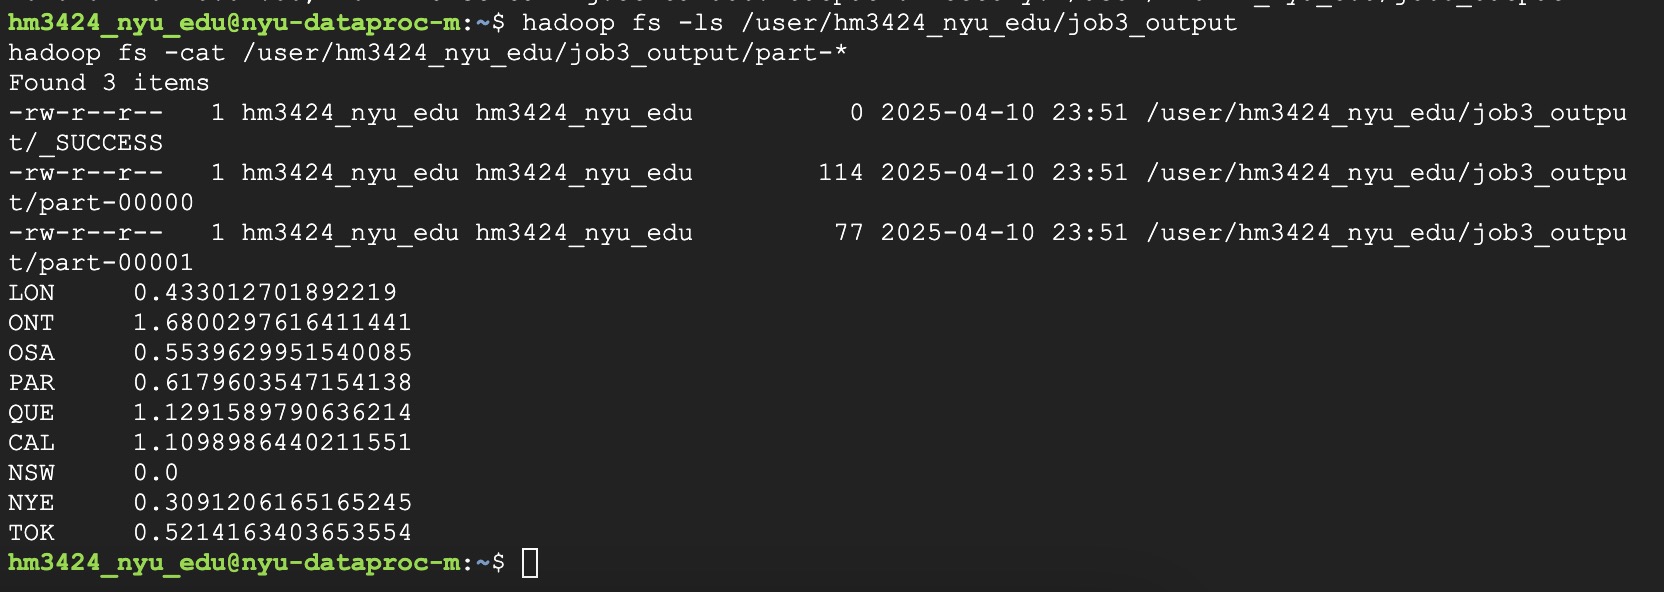 hm3424_nyu_edu@nyu-dataproc-m:~$ hadoop fs -ls /user/hm3424_nyu_edu/job3_output
hadoop fs -cat /user/hm3424_nyu_edu/job3_output/part-*
Found 3 items
-rw-r--r--   1 hm3424_nyu_edu hm3424_nyu_edu          0 2025-04-10 23:51 /user/hm3424_nyu_edu/job3_outpu
t/_SUCCESS
-rw-r--r--   1 hm3424_nyu_edu hm3424_nyu_edu        114 2025-04-10 23:51 /user/hm3424_nyu_edu/job3_outpu
t/part-00000
-rw-r--r--   1 hm3424_nyu_edu hm3424_nyu_edu         77 2025-04-10 23:51 /user/hm3424_nyu_edu/job3_outpu
t/part-00001
LON     0.433012701892219
ONT     1.6800297616411441
OSA     0.5539629951540085
PAR     0.6179603547154138
QUE     1.1291589790636214
CAL     1.1098986440211551
NSW     0.0
NYE     0.3091206165165245
TOK     0.5214163403653554
hm3424_nyu_edu@nyu-dataproc-m:~$